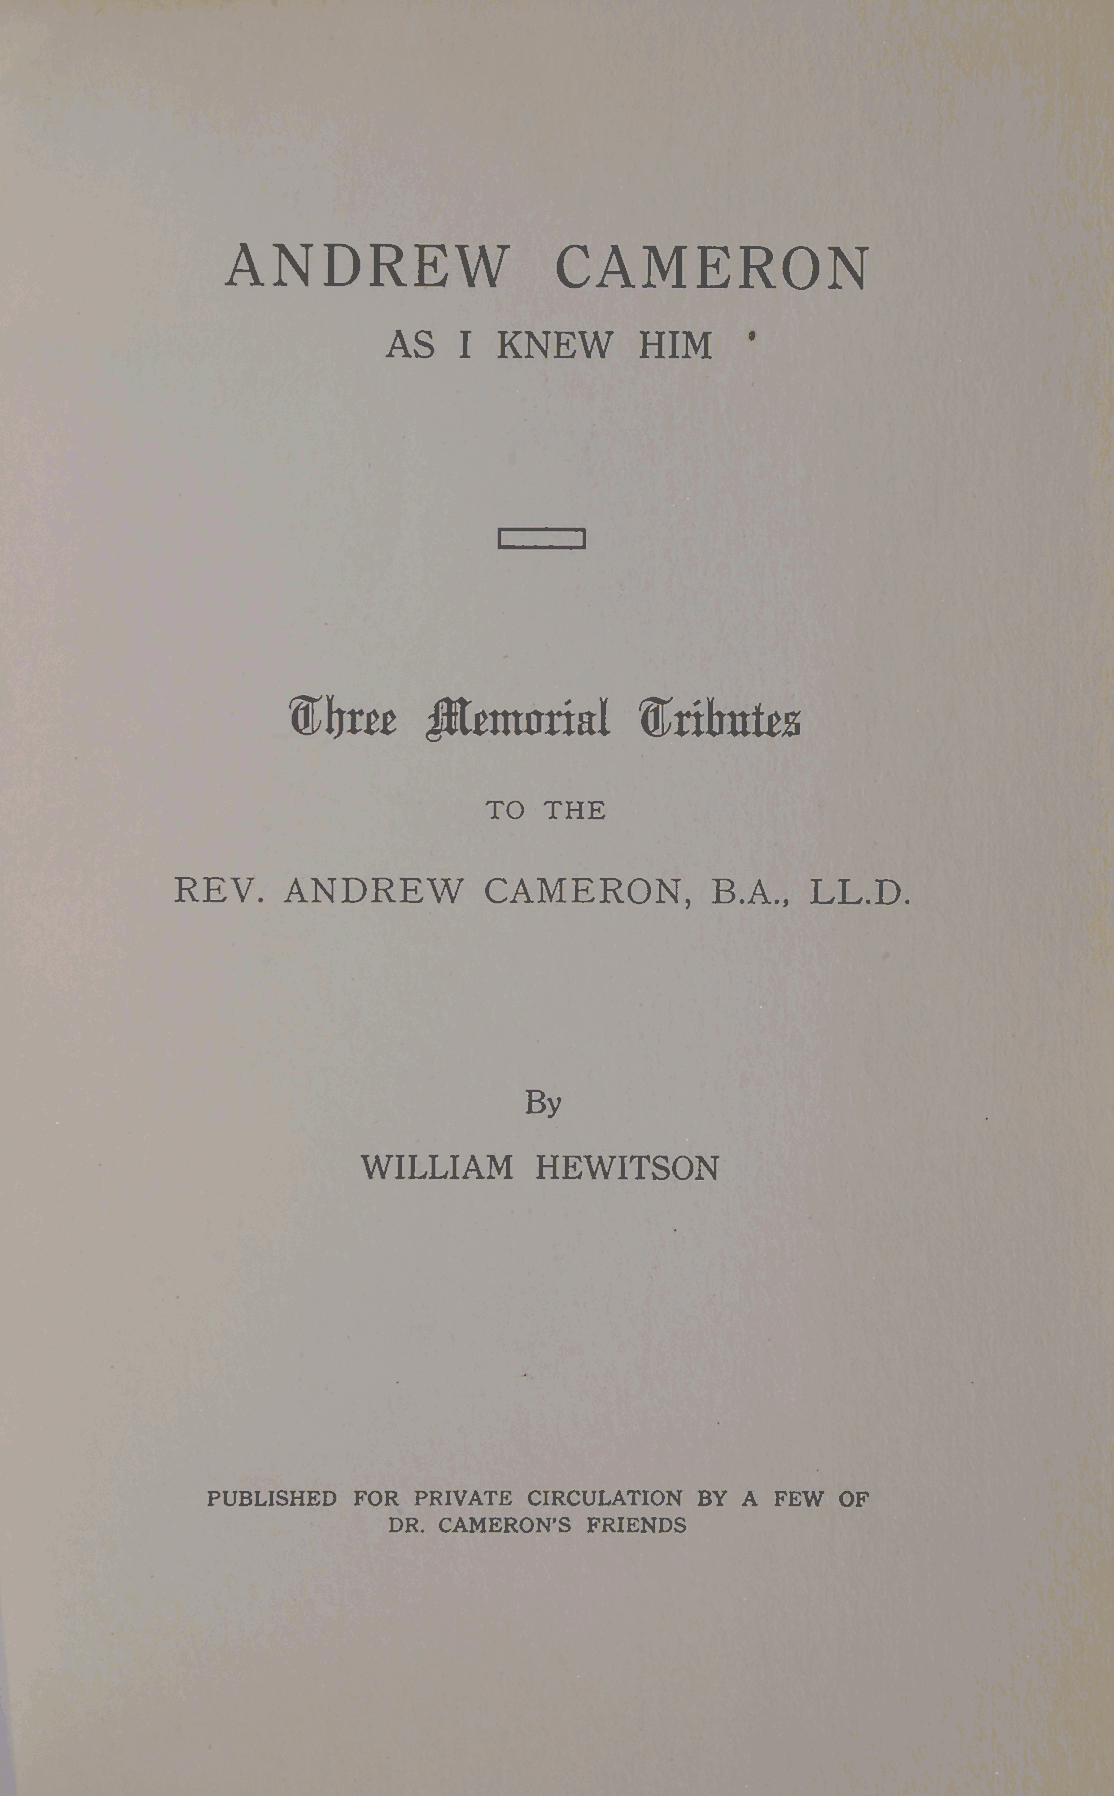 ANDREW CAMERON
AS I KNEW HIM
Three Memorial Tributes
TO THE
REV. ANDREW CAMERON, B.A., LL.D.
By
WILLIAM HEWITSON
PUBLISHED FOR PRIVATE CIRCULATION BY A FEW OF
DR. CAMERON'S FRIENDS